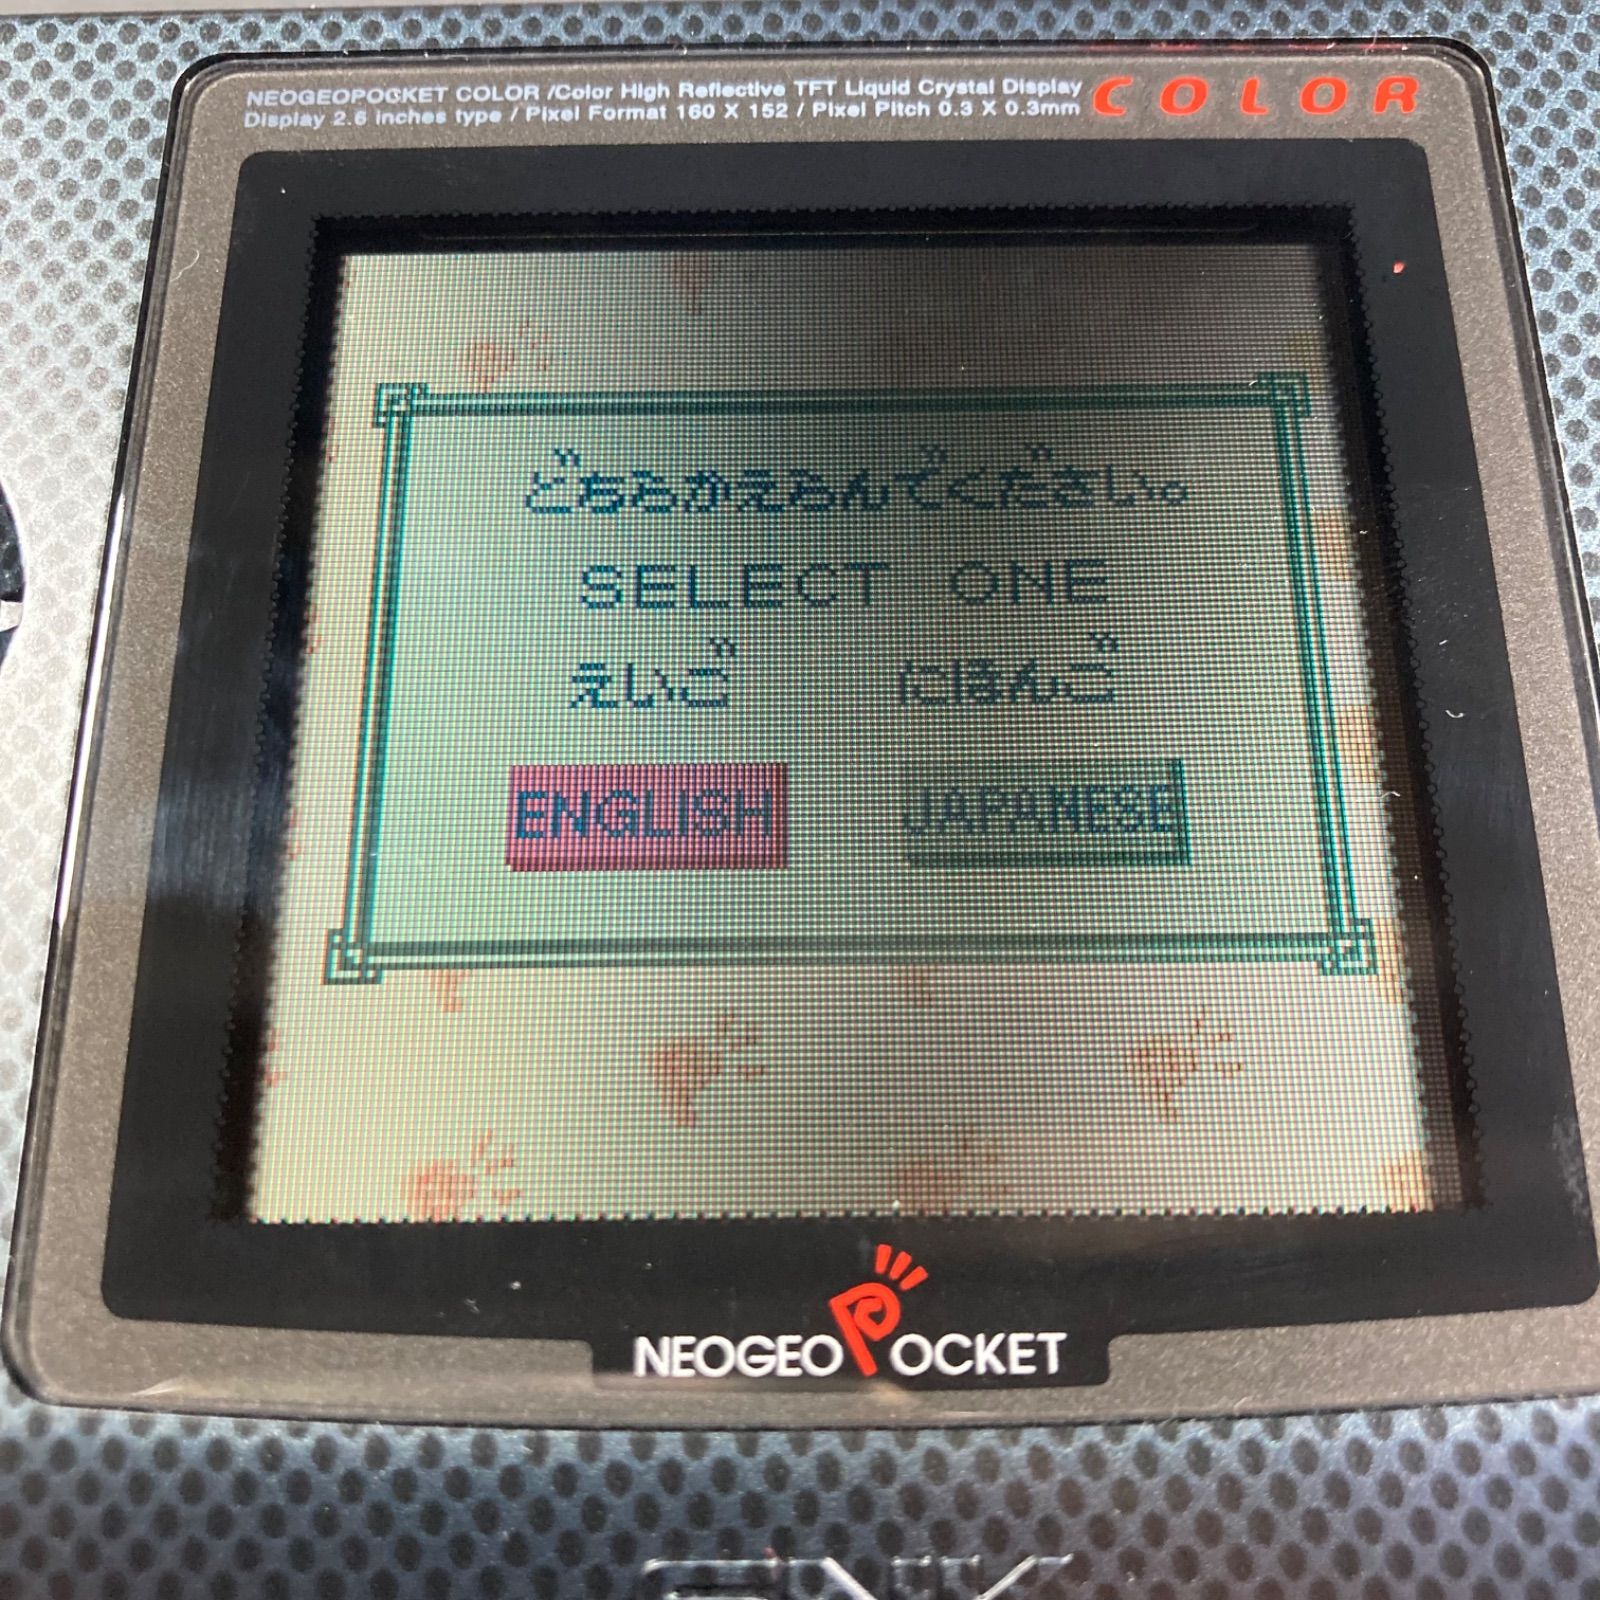 NEOGEOPOCKET COLOR /Color High Reflective TFT Liquid Crystal Display
Display 2.6 inches type / Pixel Format 160 X 152 / Pixel Pitch 0.3 X 0.3mm
COLOR
どちらかえらんでください。
SELECT ONE
えいご にほんご
ENGLISH JAPANESE
NEOGEO POCKET
SNK